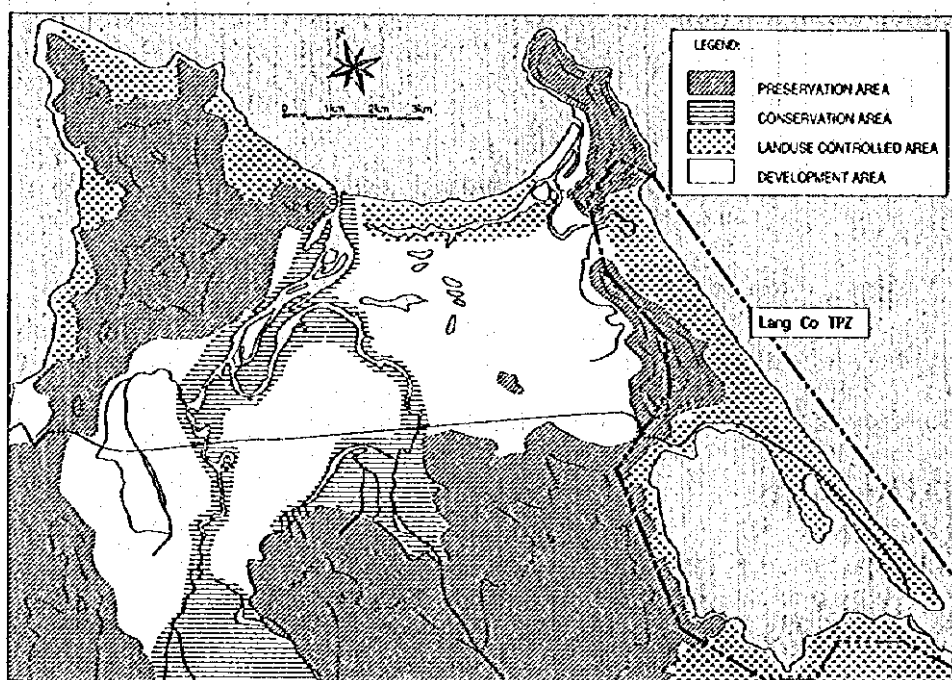 N
0 1km 2km 3km
LEGEND:
PRESERVATION AREA
CONSERVATION AREA
LANDUSE CONTROLLED AREA
DEVELOPMENT AREA
Lang Co TPZ